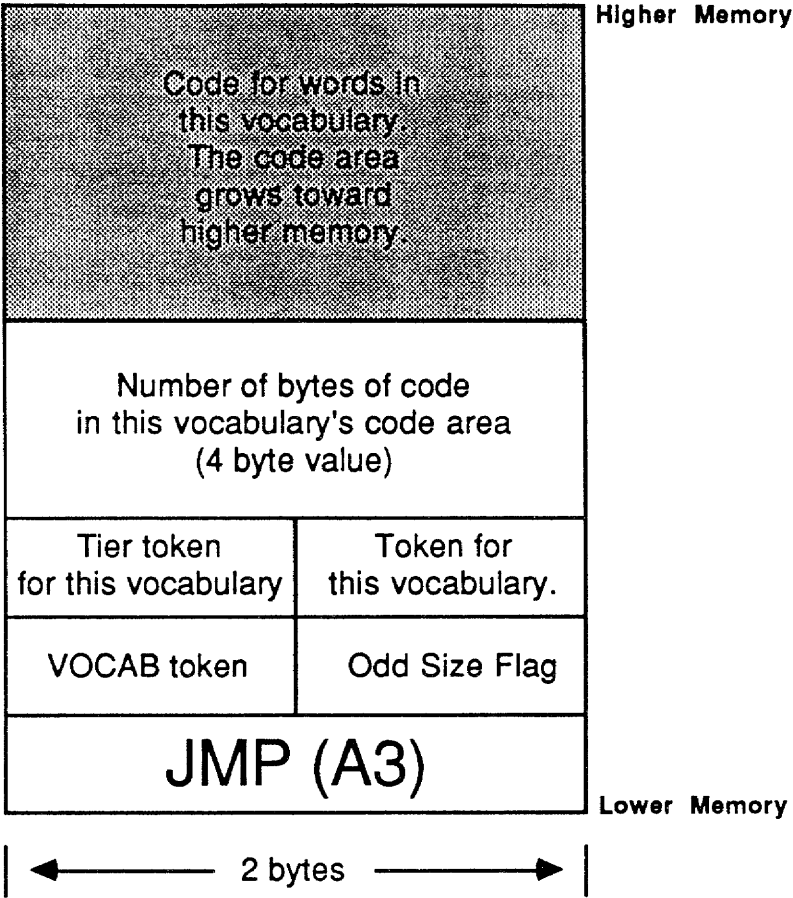 Higher Memory
Code for words in
this vocabulary.
The code area
grows toward
higher memory.
Number of bytes of code
in this vocabulary's code area
(4 byte value)
Tier token
for this vocabulary
Token for
this vocabulary.
VOCAB token
Odd Size Flag
JMP (A3)
Lower Memory
2 bytes